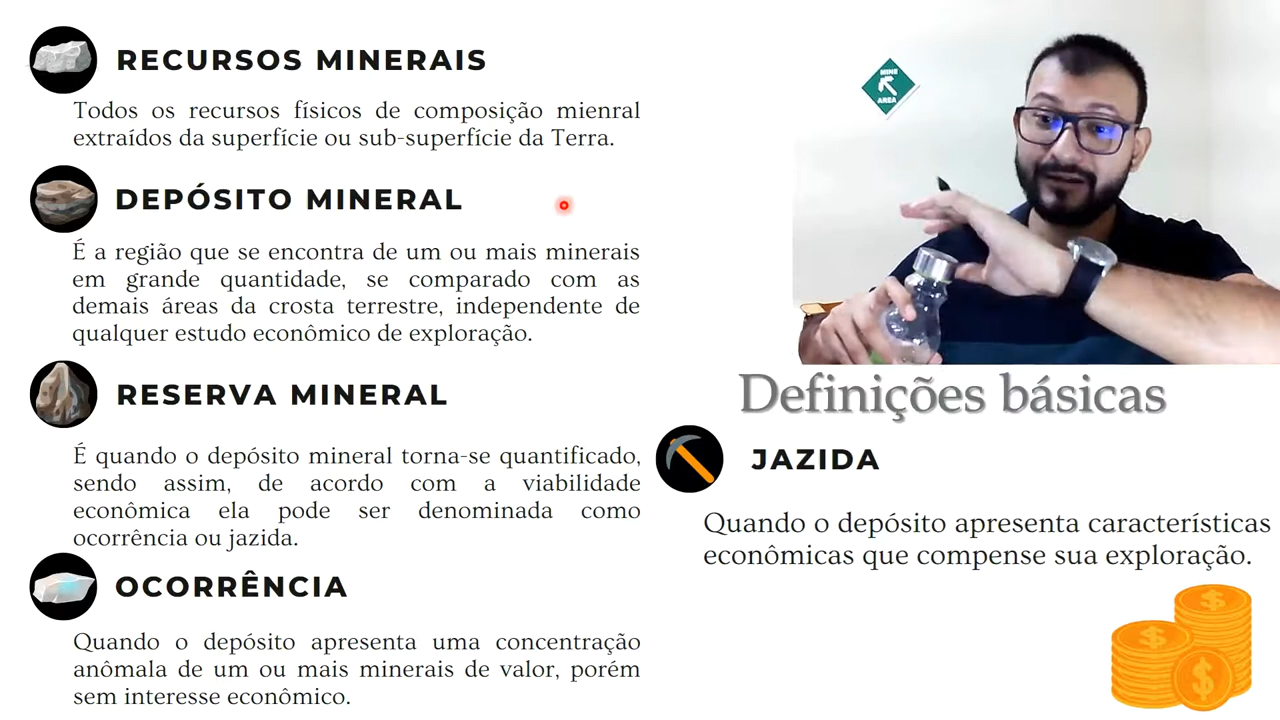 RECURSOS MINERAIS
Todos os recursos físicos de composição mienral
extraídos da superfície ou sub-superfície da Terra.
DEPÓSITO MINERAL
É a região que se encontra de um ou mais minerais
em grande quantidade, se comparado com as
demais áreas da crosta terrestre, independente de
qualquer estudo econômico de exploração.
RESERVA MINERAL
É quando o depósito mineral torna-se quantificado,
sendo assim, de acordo com a viabilidade
econômica ela pode ser denominada como
ocorrência ou jazida.
OCORRÊNCIA
Quando o depósito apresenta uma concentração
anômala de um ou mais minerais de valor, porém
sem interesse econômico.
MINE
AREA
Definições básicas
JAZIDA
Quando o depósito apresenta características
econômicas que compense sua exploração.